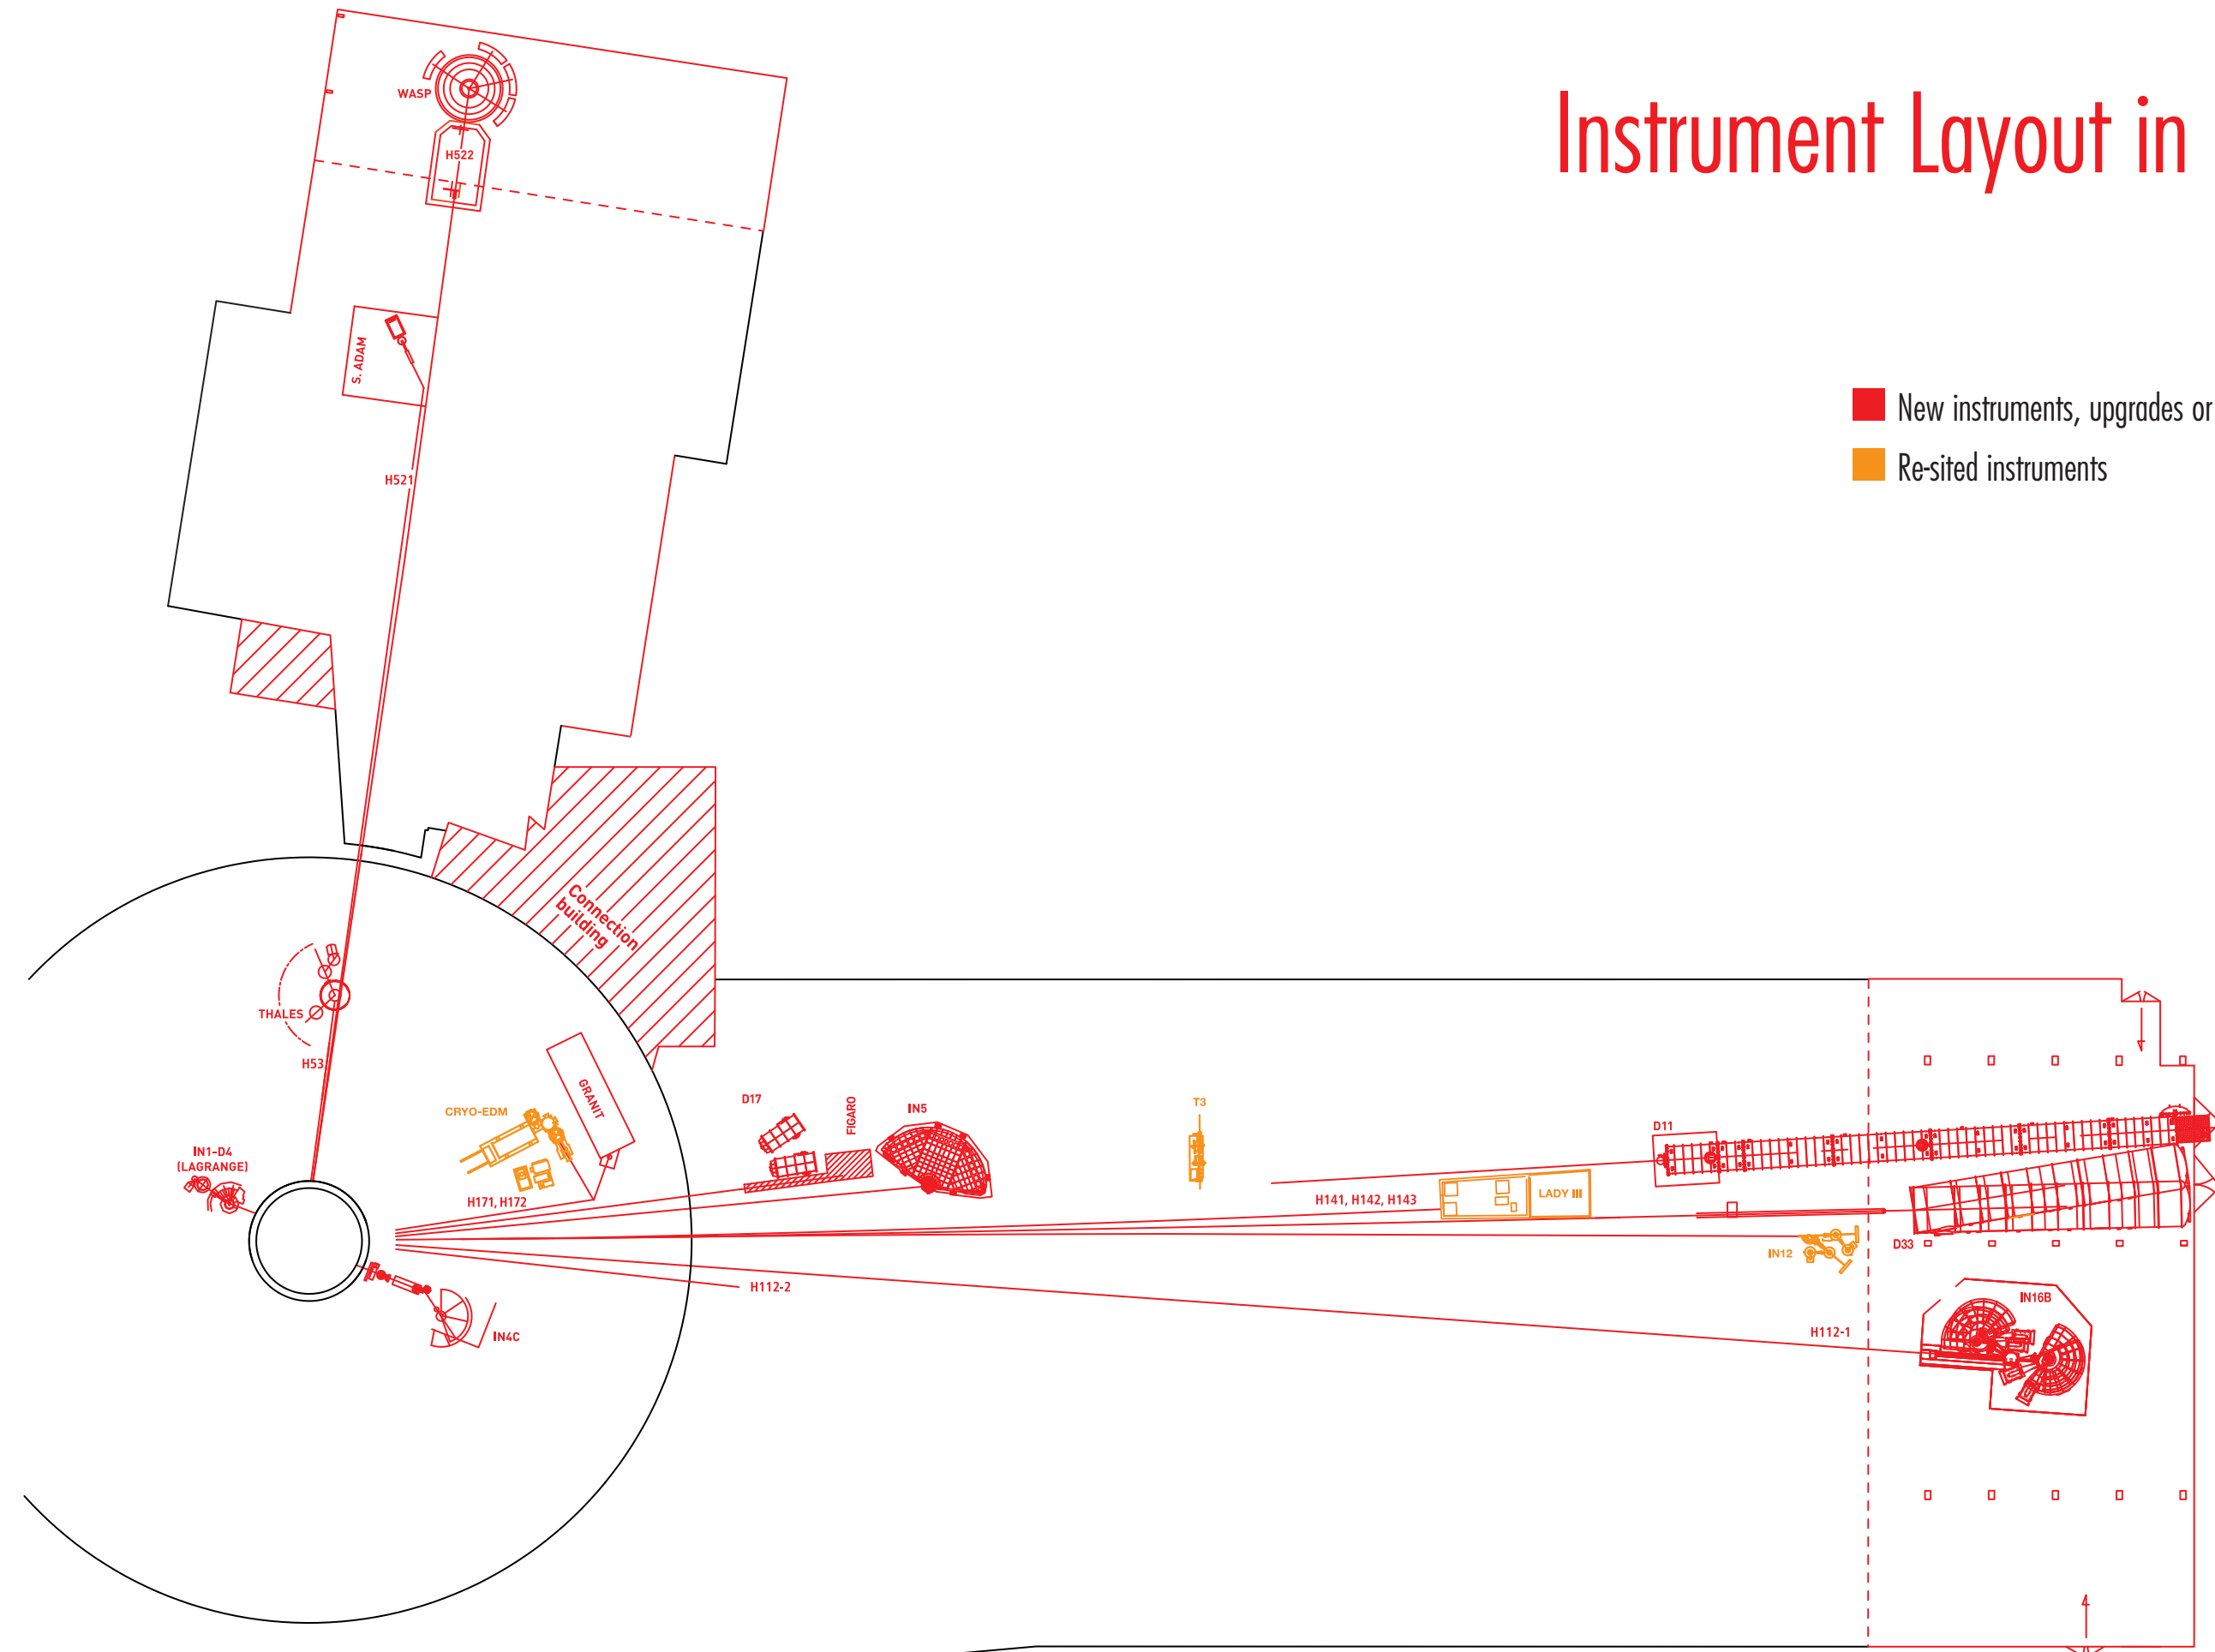 Instrument Layout in
New instruments, upgrades or
Re-sited instruments
WASP
H522
S. ADAM
H521
Connection
building
THALES
H53
GRANIT
CRYO-EDM
IN1-D4
(LAGRANGE)
H171, H172
D17
FIGARO
IN5
T3
D11
LADY III
H141, H142, H143
IN12
D33
H112-2
IN16B
H112-1
IN4C